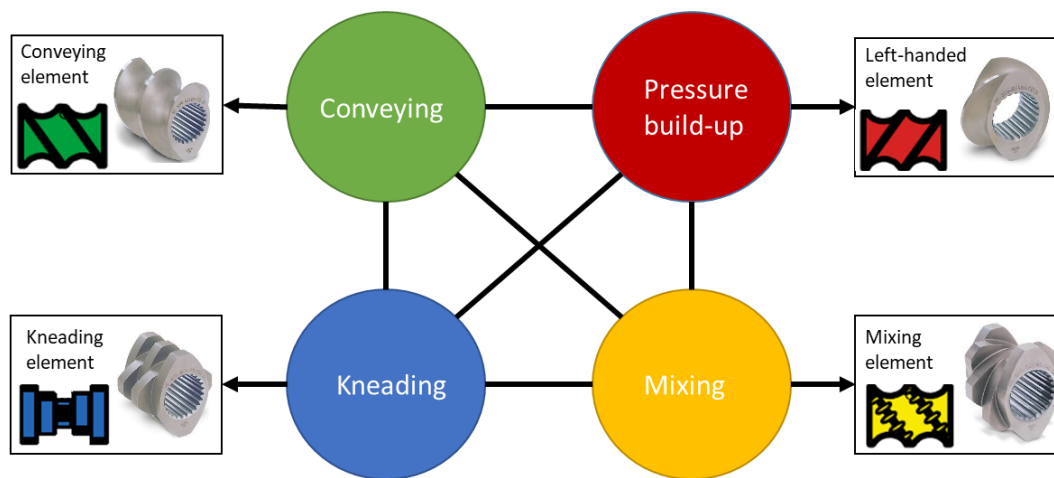 Conveying
element
Conveying
Pressure
build-up
Left-handed
element
Kneading
element
Kneading
Mixing
Mixing
element